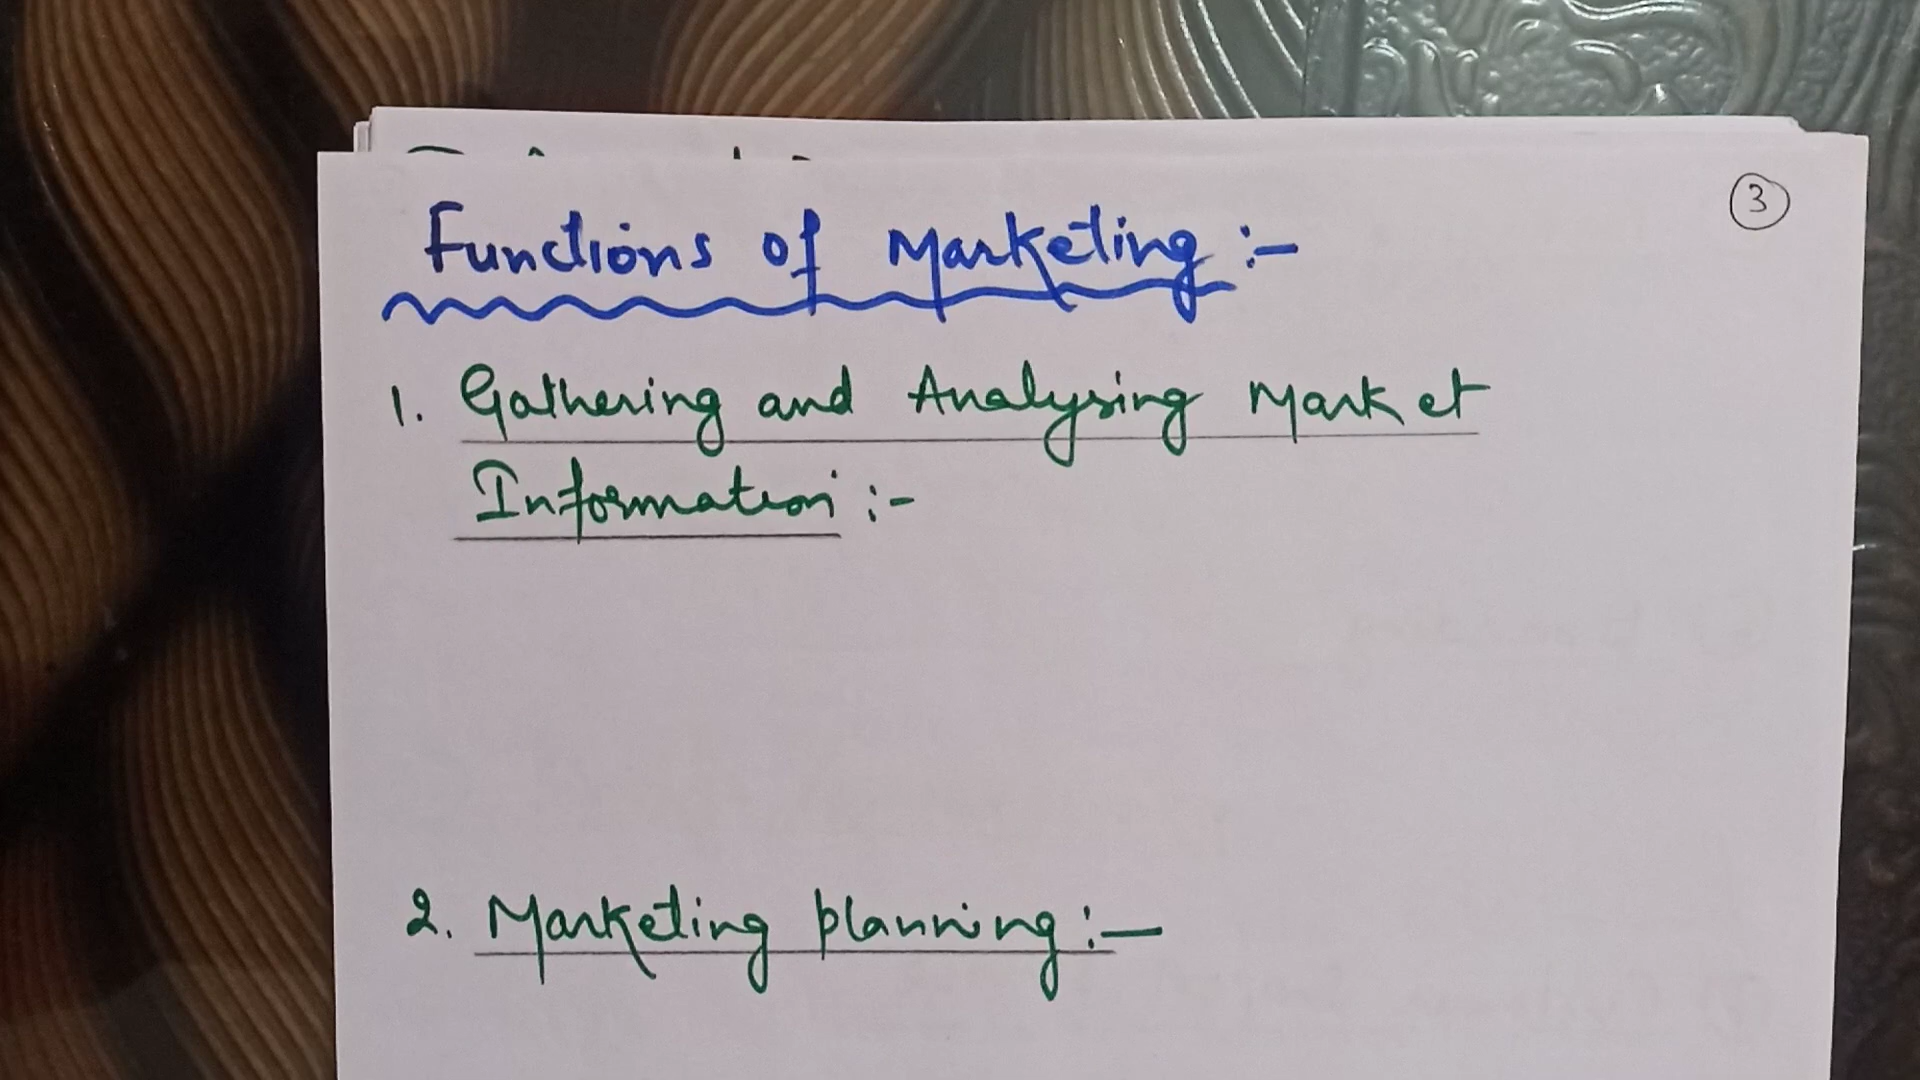 3
Functions of Marketing :-
1. Gathering and Analysing Market
Information :-
2. Marketing planning :-